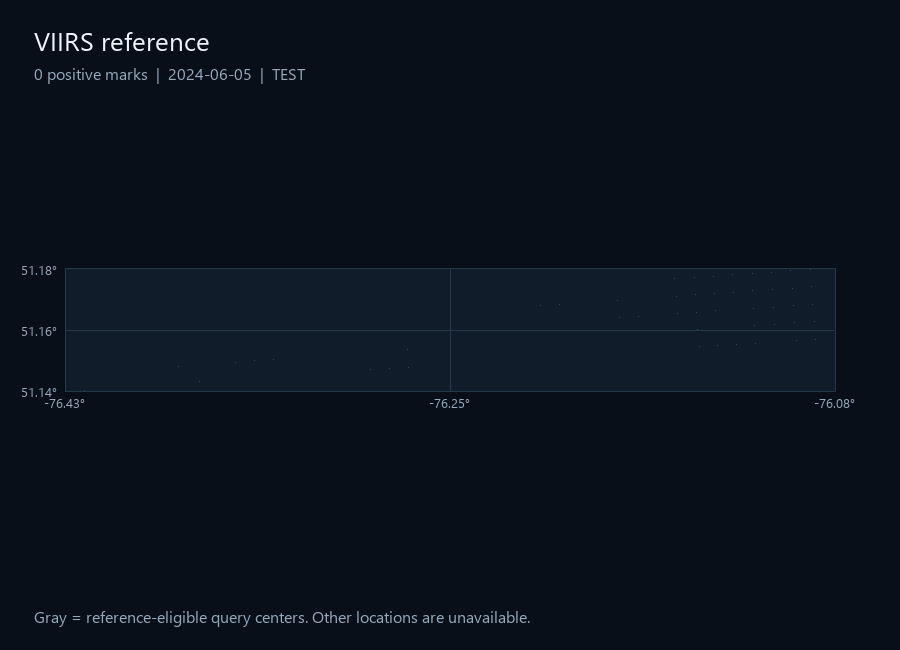 VIIRS reference
0 positive marks | 2024-06-05 | TEST
51.18°
51.16°
51.14°
-76.43°
-76.25°
-76.08°
Gray = reference-eligible query centers. Other locations are unavailable.